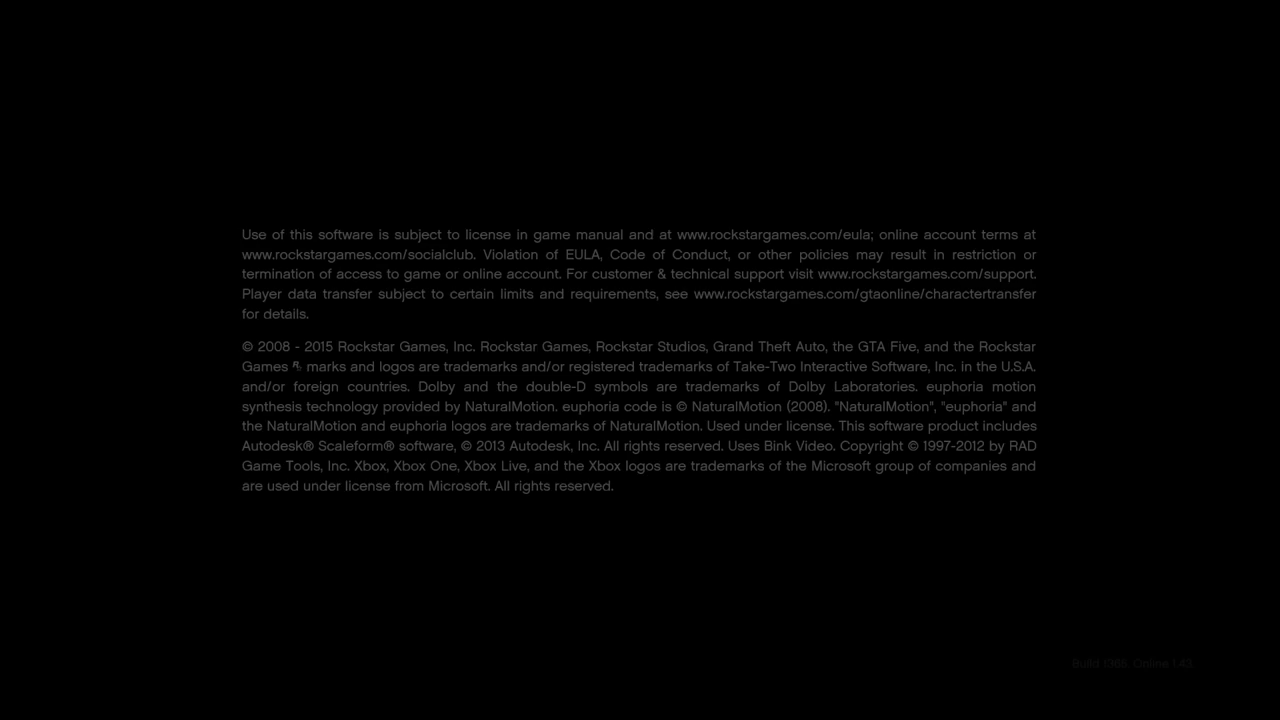 Use of this software is subject to license in game manual and at www.rockstargames.com/eula; online account terms at
www.rockstargames.com/socialclub. Violation of EULA, Code of Conduct, or other policies may result in restriction or
termination of access to game or online account. For customer & technical support visit www.rockstargames.com/support.
Player data transfer subject to certain limits and requirements, see www.rockstargames.com/gtaonline/charactertransfer
for details.
© 2008 - 2015 Rockstar Games, Inc. Rockstar Games, Rockstar Studios, Grand Theft Auto, the GTA Five, and the Rockstar
Games R* marks and logos are trademarks and/or registered trademarks of Take-Two Interactive Software, Inc. in the U.S.A.
and/or foreign countries. Dolby and the double-D symbols are trademarks of Dolby Laboratories. euphoria motion
synthesis technology provided by NaturalMotion. euphoria code is © NaturalMotion (2008). "NaturalMotion", "euphoria" and
the NaturalMotion and euphoria logos are trademarks of NaturalMotion. Used under license. This software product includes
Autodesk® Scaleform® software, © 2013 Autodesk, Inc. All rights reserved. Uses Bink Video. Copyright © 1997-2012 by RAD
Game Tools, Inc. Xbox, Xbox One, Xbox Live, and the Xbox logos are trademarks of the Microsoft group of companies and
are used under license from Microsoft. All rights reserved.
Build Online 1.43